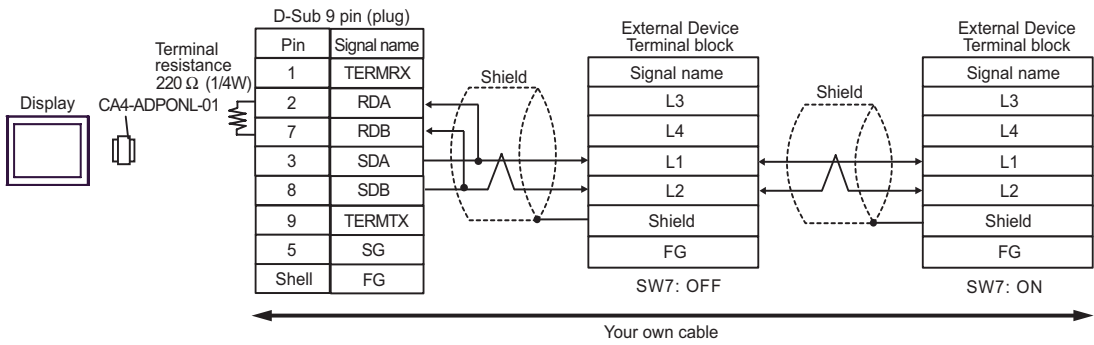 D-Sub 9 pin (plug)
Pin Signal name
1 TERMRX
2 RDA
7 RDB
3 SDA
8 SDB
9 TERMTX
5 SG
Shell FG
Terminal
resistance
220 Ω (1/4W)
Display
CA4-ADPONL-01
Shield
External Device
Terminal block
Signal name
L3
L4
L1
L2
Shield
FG
SW7: OFF
Shield
External Device
Terminal block
Signal name
L3
L4
L1
L2
Shield
FG
SW7: ON
Your own cable